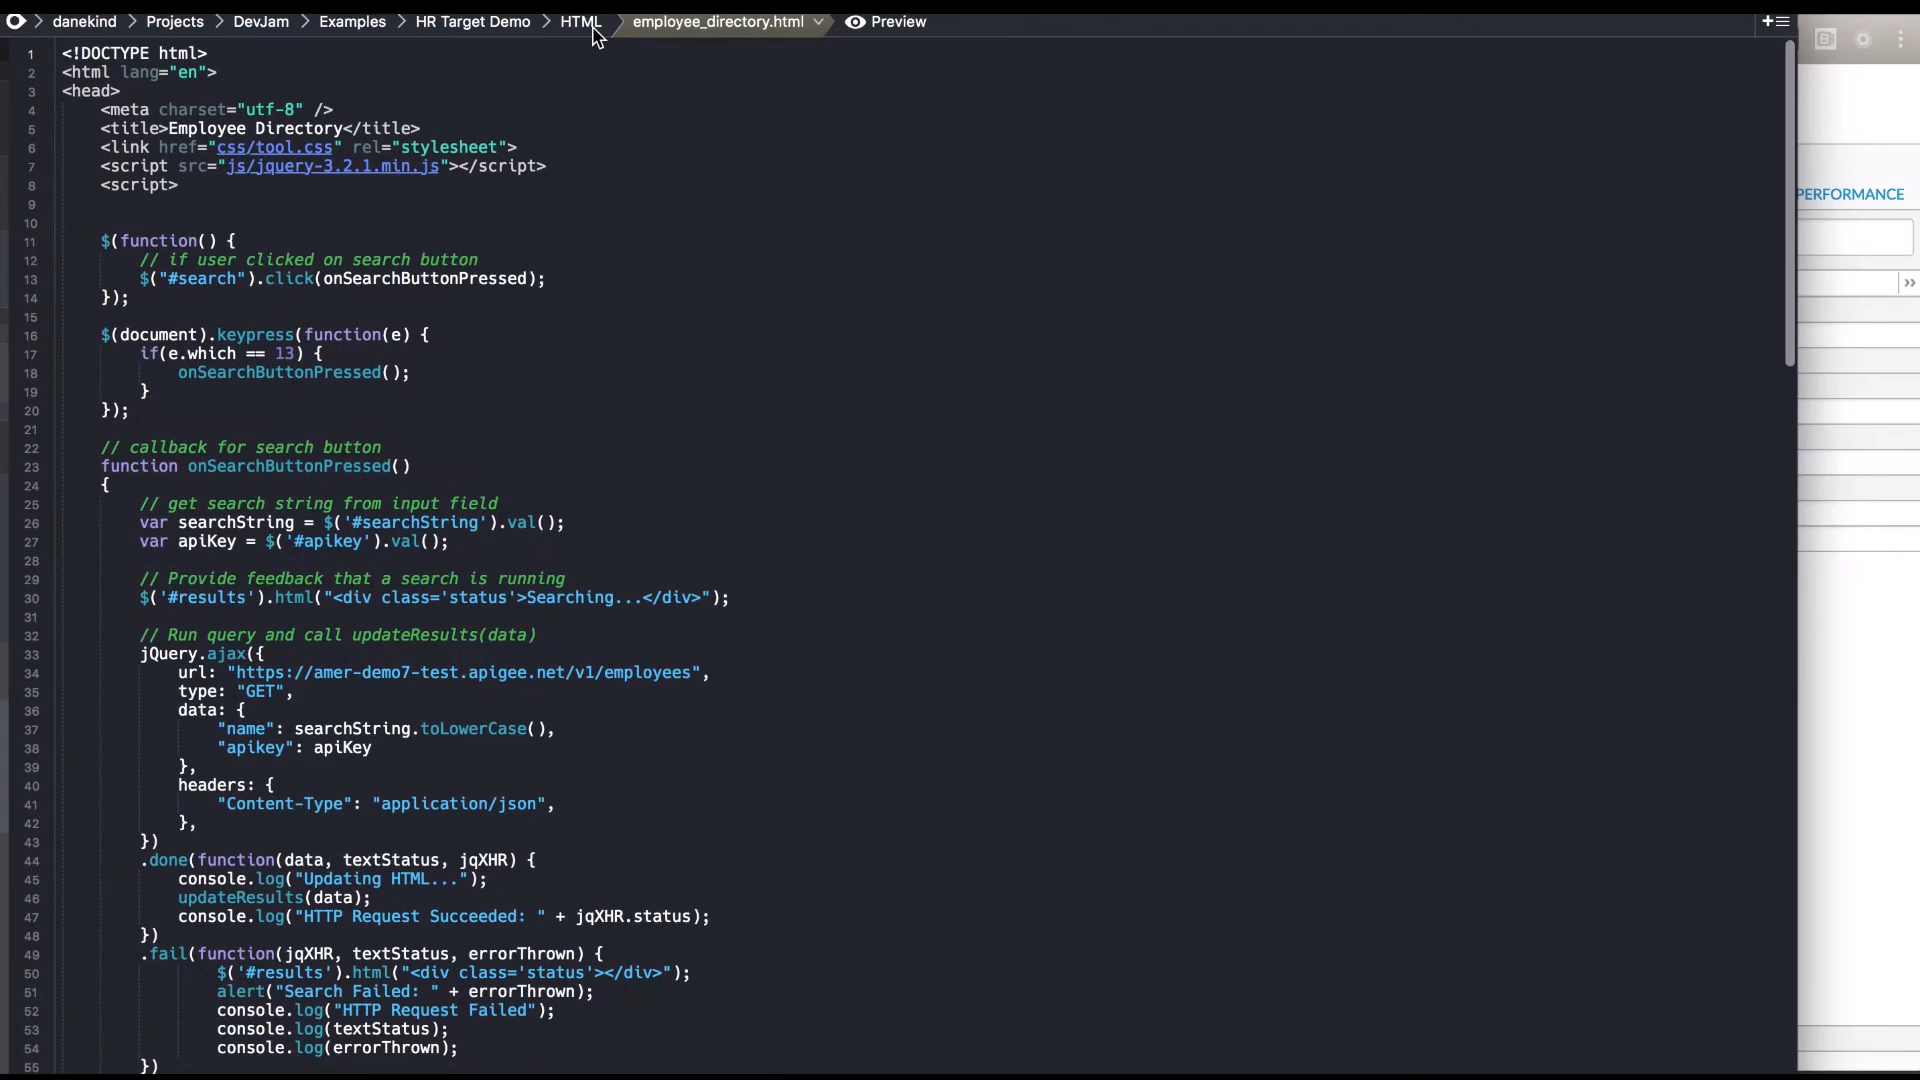 danekind Projects DevJam Examples HR Target Demo HTML employee_directory.html Preview
1 <!DOCTYPE html>
2 <html lang="en">
3 <head>
4 <meta charset="utf-8" />
5 <title>Employee Directory</title>
6 <link href="css/tool.css" rel="stylesheet">
7 <script src="js/jquery-3.2.1.min.js"></script>
8 <script>
9
10
11 $(function() {
12 // if user clicked on search button
13 $("#search").click(onSearchButtonPressed);
14 });
15
16 $(document).keypress(function(e) {
17 if(e.which == 13) {
18 onSearchButtonPressed();
19 }
20 });
21
22 // callback for search button
23 function onSearchButtonPressed()
24 {
25 // get search string from input field
26 var searchString = $('#searchString').val();
27 var apiKey = $('#apikey').val();
28
29 // Provide feedback that a search is running
30 $('#results').html("<div class='status'>Searching...</div>");
31
32 // Run query and call updateResults(data)
33 jQuery.ajax({
34 url: "https://amer-demo7-test.apigee.net/v1/employees",
35 type: "GET",
36 data: {
37 "name": searchString.toLowerCase(),
38 "apikey": apiKey
39 },
40 headers: {
41 "Content-Type": "application/json",
42 },
43 })
44 .done(function(data, textStatus, jqXHR) {
45 console.log("Updating HTML...");
46 updateResults(data);
47 console.log("HTTP Request Succeeded: " + jqXHR.status);
48 })
49 .fail(function(jqXHR, textStatus, errorThrown) {
50 $('#results').html("<div class='status'></div>");
51 alert("Search Failed: " + errorThrown);
52 console.log("HTTP Request Failed");
53 console.log(textStatus);
54 console.log(errorThrown);
55 })
B
PERFORMANCE
»